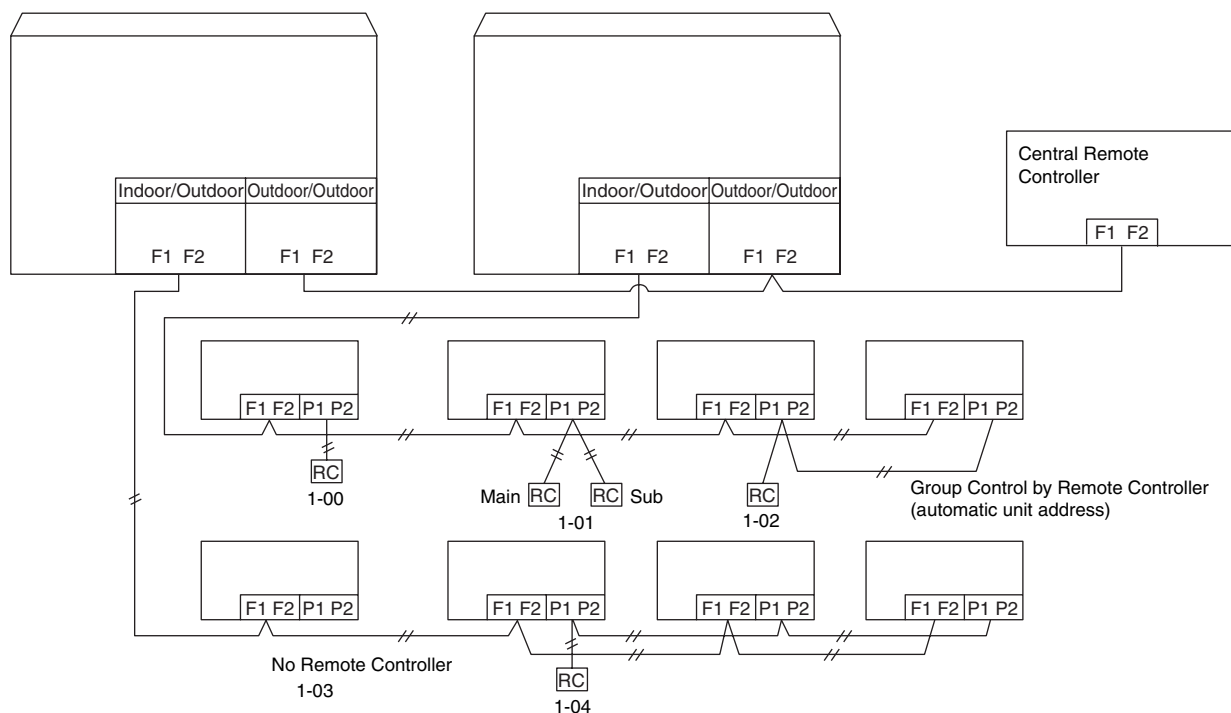 Indoor/Outdoor Outdoor/Outdoor
F1 F2 F1 F2
Indoor/Outdoor Outdoor/Outdoor
F1 F2 F1 F2
Central Remote
Controller
F1 F2
F1 F2 P1 P2
F1 F2 P1 P2
F1 F2 P1 P2
F1 F2 P1 P2
RC
1-00
Main RC RC Sub
1-01
RC
1-02
Group Control by Remote Controller
(automatic unit address)
F1 F2 P1 P2
F1 F2 P1 P2
F1 F2 P1 P2
F1 F2 P1 P2
No Remote Controller
1-03
RC
1-04